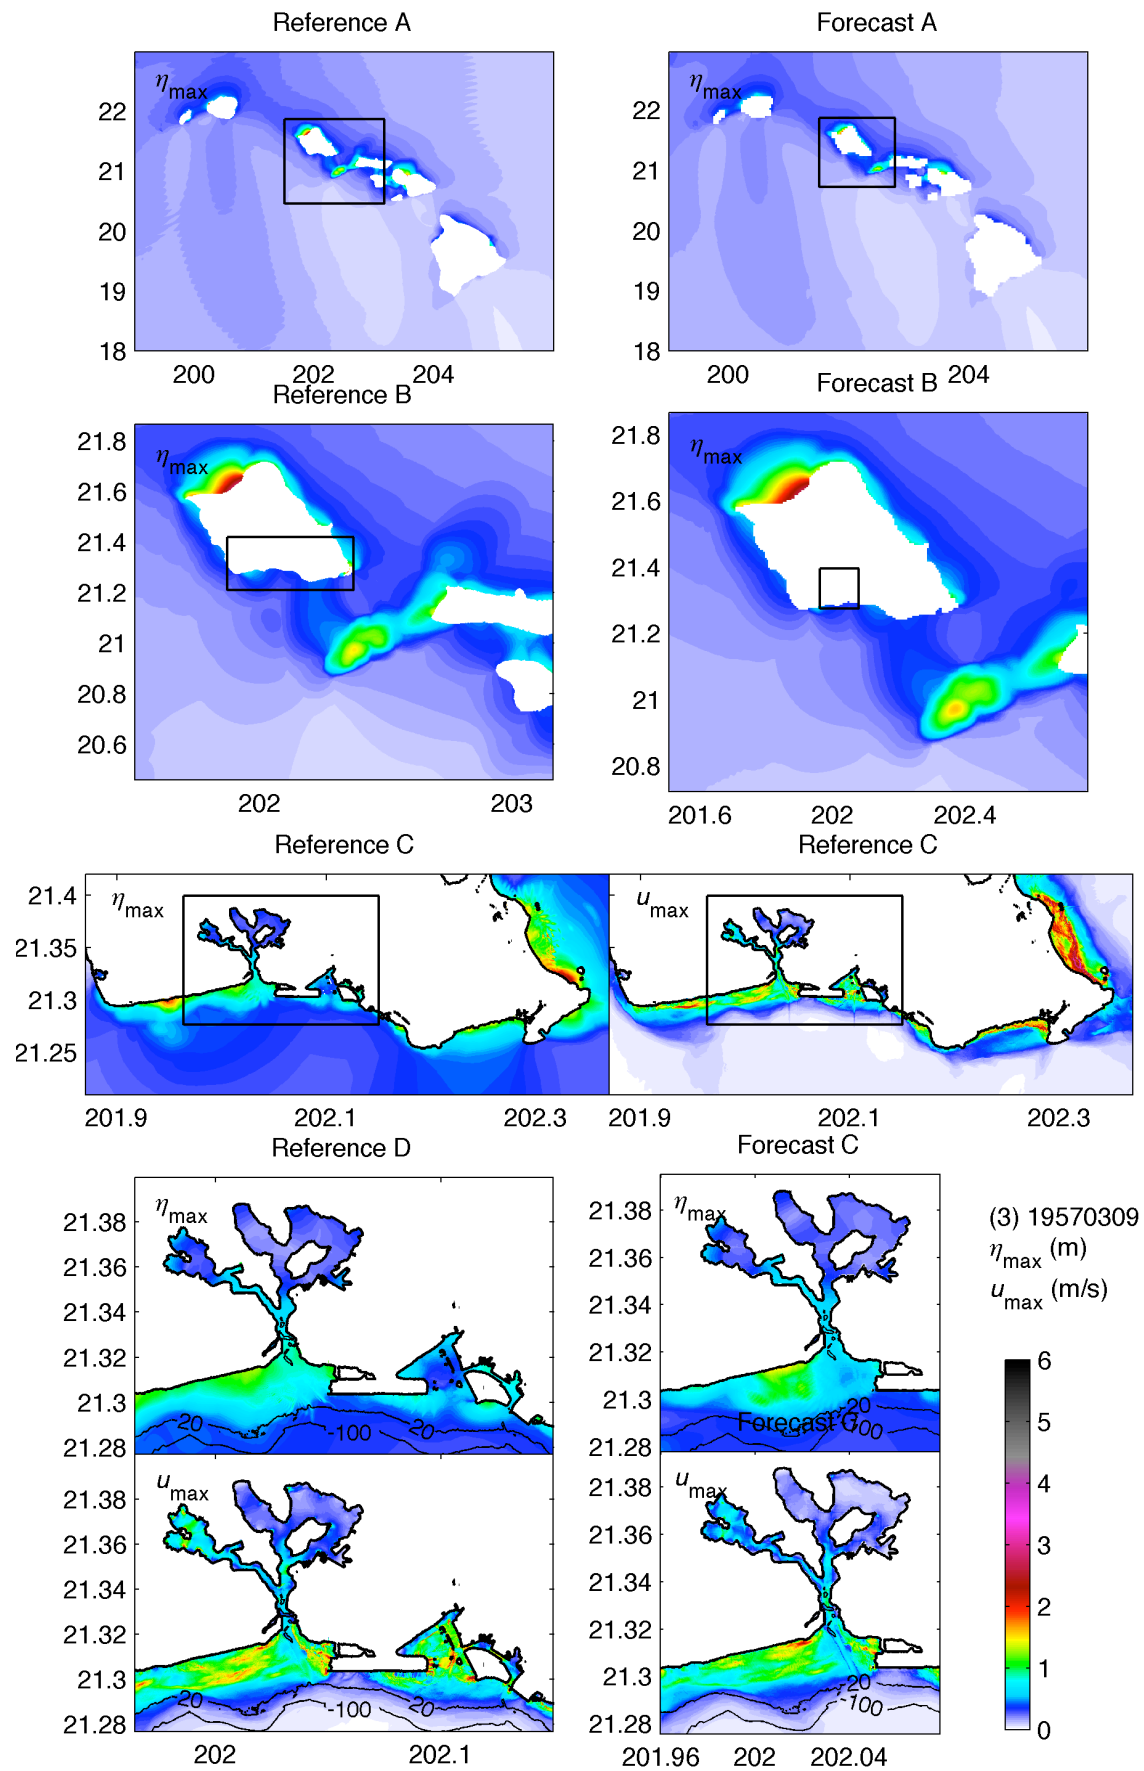 Reference A
Forecast A
ηmax
ηmax
22
21
20
19
18
22
21
20
19
18
200 202 204
200 204
Reference B
Forecast B
ηmax
ηmax
21.8
21.6
21.4
21.2
21
20.8
20.6
21.8
21.6
21.4
21.2
21
20.8
202 203
201.6 202 202.4
Reference C
Reference C
ηmax
umax
21.4
21.35
21.3
21.25
201.9 202.1 202.3
201.9 202.1 202.3
Reference D
Forecast C
ηmax
ηmax
21.38
21.36
21.34
21.32
21.3
21.28
20 -100 20
21.38
21.36
21.34
21.32
21.3
21.28
20
-100
Forecast C
(3) 19570309
ηmax (m)
umax (m/s)
umax
umax
21.38
21.36
21.34
21.32
21.3
21.28
20 -100 20
21.38
21.36
21.34
21.32
21.3
21.28
20
-100
202 202.1
201.96 202 202.04
6
5
4
3
2
1
0